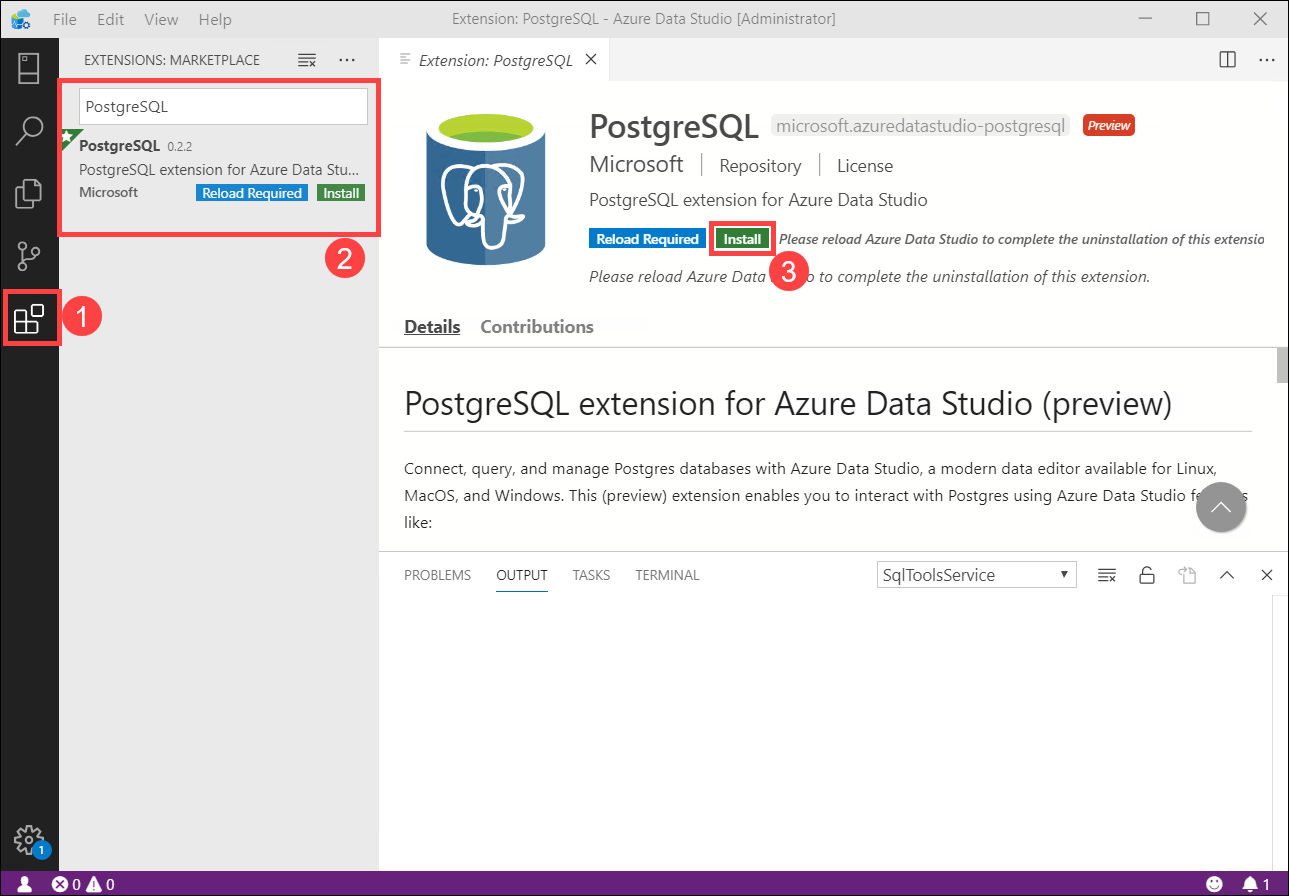 File Edit View Help Extension: PostgreSQL - Azure Data Studio [Administrator]
EXTENSIONS: MARKETPLACE
PostgreSQL
PostgreSQL 0.2.2
PostgreSQL extension for Azure Data Stu...
Microsoft Reload Required Install
2
1
Extension: PostgreSQL
PostgreSQL microsoft.azuredatastudio-postgresql Preview
Microsoft Repository License
PostgreSQL extension for Azure Data Studio
Reload Required Install Please reload Azure Data Studio to complete the uninstallation of this extensio
3
Please reload Azure Data o to complete the uninstallation of this extension.
Details Contributions
PostgreSQL extension for Azure Data Studio (preview)
Connect, query, and manage Postgres databases with Azure Data Studio, a modern data editor available for Linux,
MacOS, and Windows. This (preview) extension enables you to interact with Postgres using Azure Data Studio
like:
PROBLEMS OUTPUT TASKS TERMINAL SqlToolsService
1
0 0 1